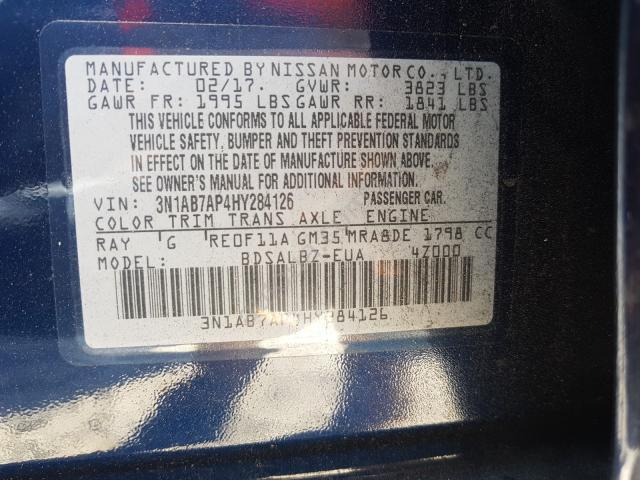 MANUFACTURED BY NISSAN MOTOR CO., LTD.
DATE: 02/17. GVWR: 3823 LBS
GAWR FR: 1995 LBS GAWR RR: 1841 LBS
THIS VEHICLE CONFORMS TO ALL APPLICABLE FEDERAL MOTOR
VEHICLE SAFETY, BUMPER AND THEFT PREVENTION STANDARDS
IN EFFECT ON THE DATE OF MANUFACTURE SHOWN ABOVE.
SEE OWNER'S MANUAL FOR ADDITIONAL INFORMATION.
VIN: 3N1AB7AP4HY284126 PASSENGER CAR.
COLOR TRIM TRANS AXLE ENGINE
RAY G RE0F11A GM35 MRA8DE 1798 CC
MODEL: BDSALBZ-EUA 4Z000
3N1AB7AP4HY284126